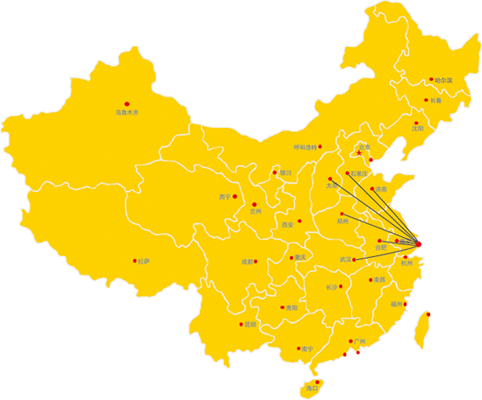 哈尔滨
长春
乌鲁木齐
沈阳
呼和浩特
北京
银川
石家庄
太原
济南
西宁
兰州
郑州
西安
合肥
拉萨
成都
重庆
武汉
杭州
长沙
南昌
贵阳
福州
昆明
南宁
广州
海口